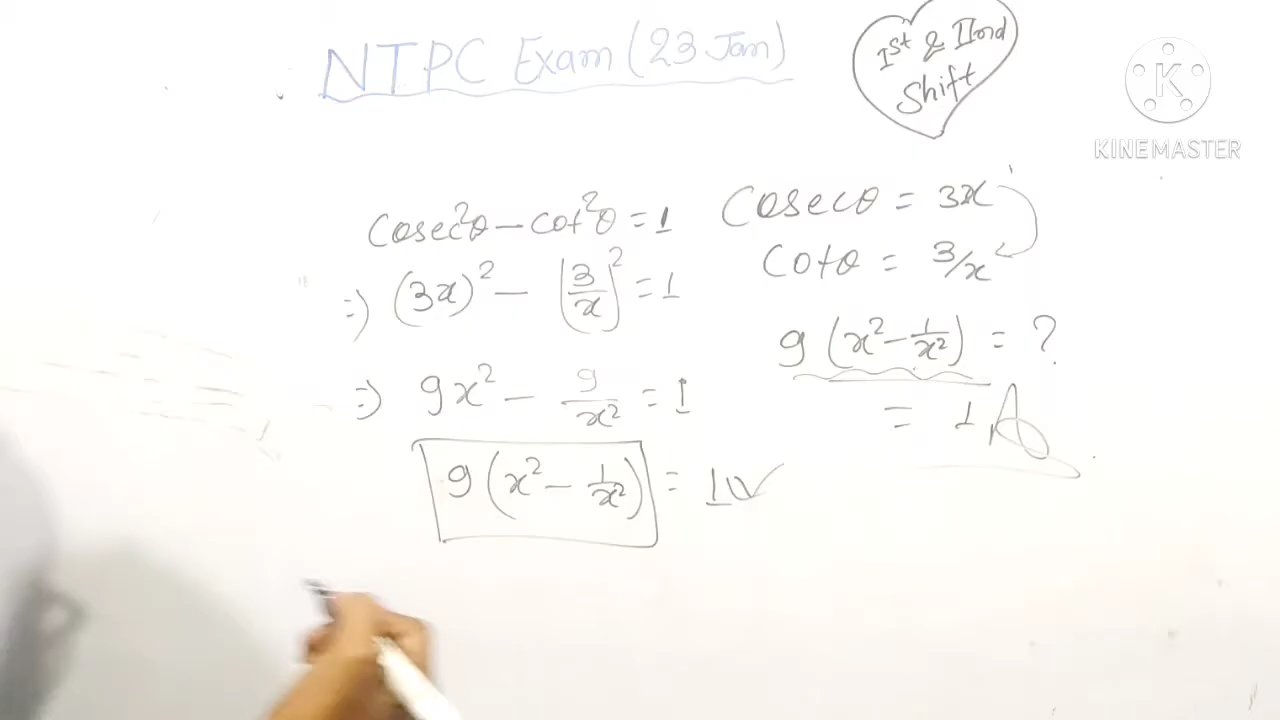 NTPC Exam (23 Jan)
Ist & IInd
Shift
KINEMASTER
Cosec²θ – Cot²θ = 1
=) (3x)² – (3/x)² = 1
=) 9x² – 9/x² = 1
9(x² – 1/x²) = 1
Cosecθ = 3x
Cotθ = 3/x
9(x² – 1/x²) = ?
= 1 A